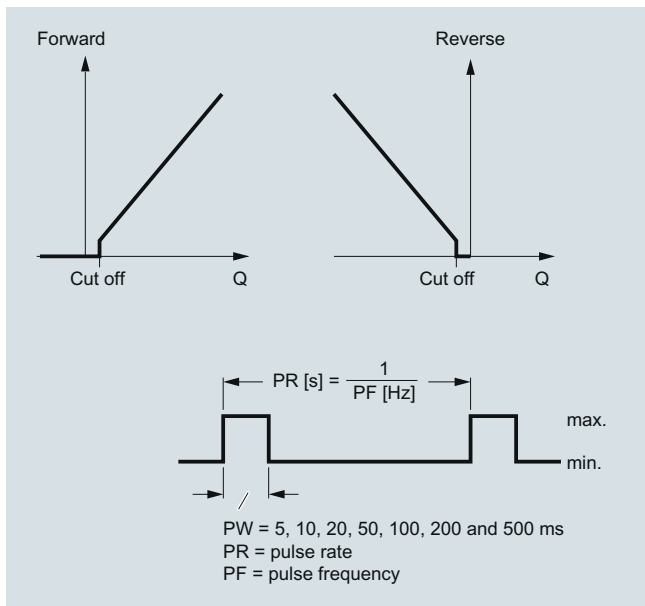 Forward
Reverse
Cut off
Q
Cut off
Q
PR [s] = 1
PF [Hz]
max.
min.
PW = 5, 10, 20, 50, 100, 200 and 500 ms
PR = pulse rate
PF = pulse frequency